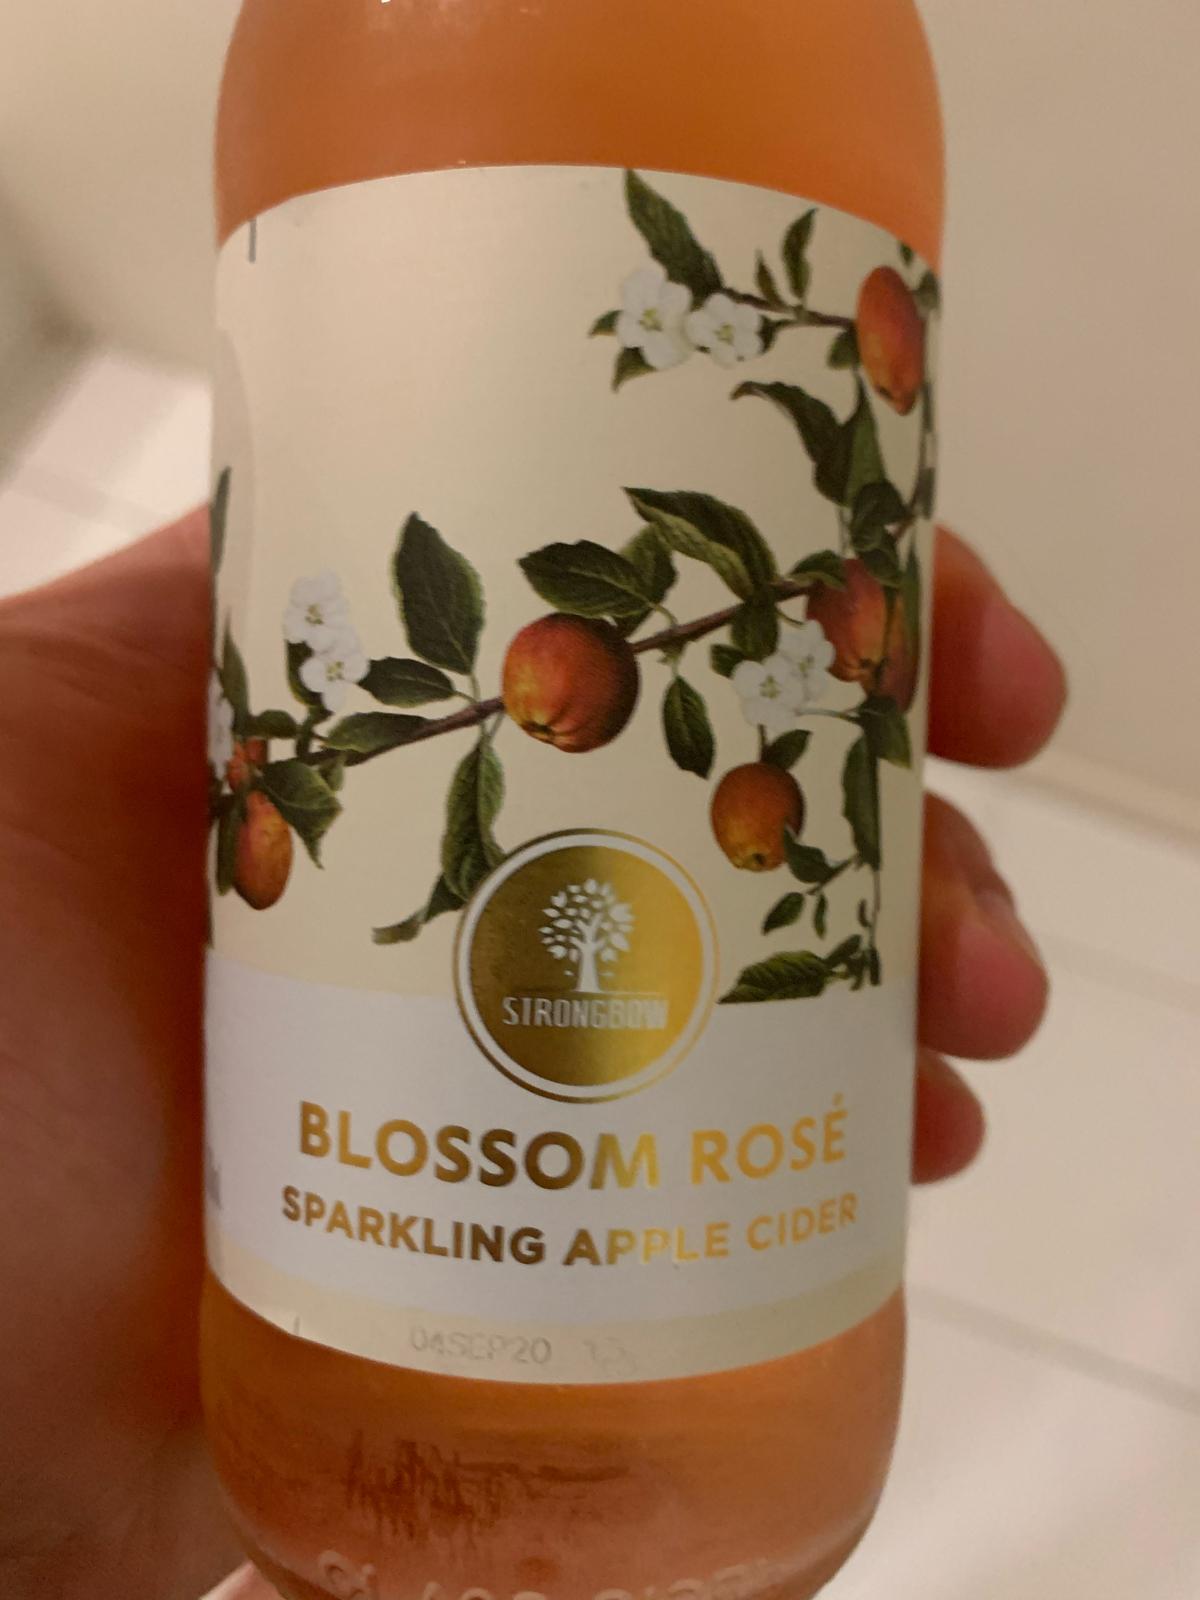 STRONGBOW
BLOSSOM ROSÉ
SPARKLING APPLE CIDER
04SEP20